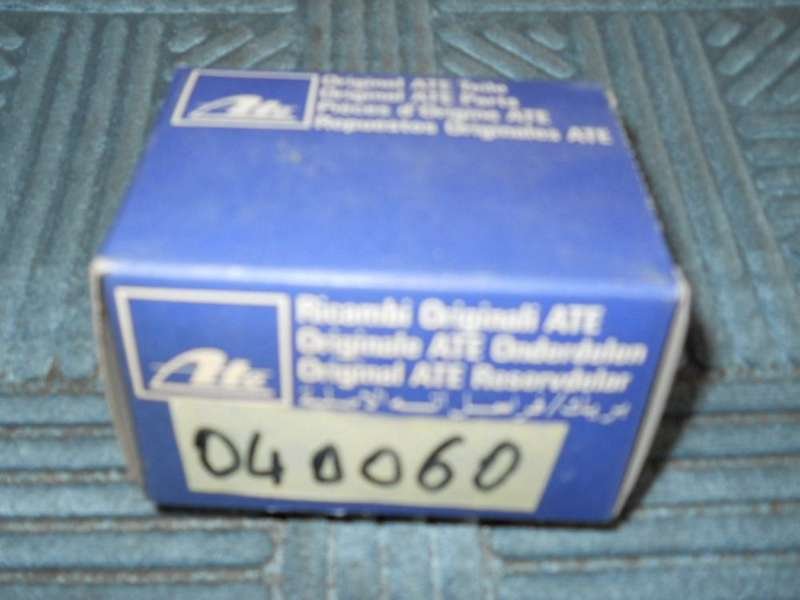 Ate
Original ATE Teile
Original ATE Parts
Pièces d'Origine ATE
Repuestos Originales ATE
Ate
Ricambi Originali ATE
Originale ATE Onderdelen
Original ATE Reservdelar
040060